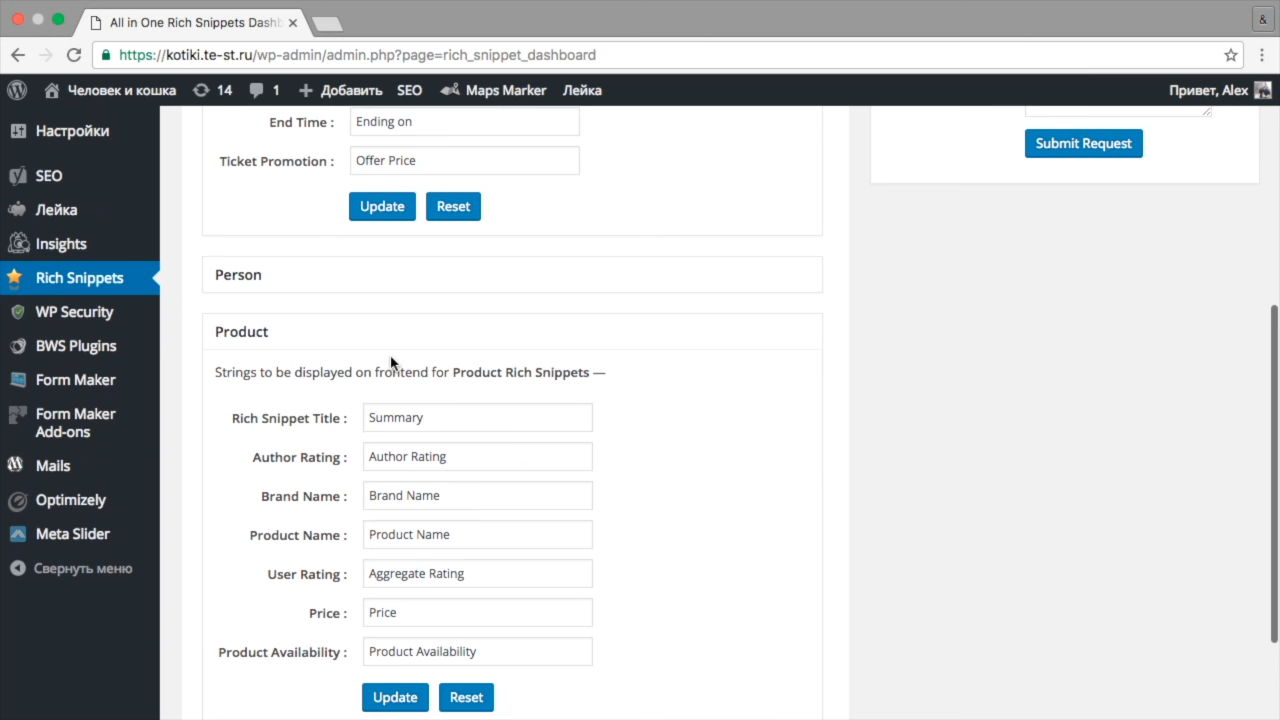 All in One Rich Snippets Dashb
&
https://kotiki.te-st.ru/wp-admin/admin.php?page=rich_snippet_dashboard
Человек и кошка
14
1
Добавить
SEO
Maps Marker
Лейка
Привет, Alex
Настройки
SEO
Лейка
Insights
Rich Snippets
WP Security
BWS Plugins
Form Maker
Form Maker
Add-ons
Mails
Optimizely
Meta Slider
Свернуть меню
End Time : Ending on
Ticket Promotion : Offer Price
Update Reset
Person
Product
Strings to be displayed on frontend for Product Rich Snippets —
Rich Snippet Title : Summary
Author Rating : Author Rating
Brand Name : Brand Name
Product Name : Product Name
User Rating : Aggregate Rating
Price : Price
Product Availability : Product Availability
Update Reset
Submit Request